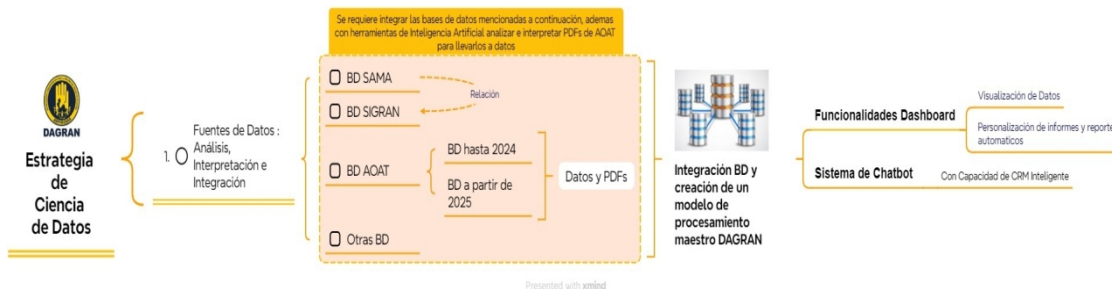 Se requiere integrar las bases de datos mencionadas a continuación, ademas
con herramientas de Inteligencia Artificial analizar e interpretar PDFs de AOAT
para llevarlos a datos
DAGRAN
Estrategia
de
Ciencia
de Datos
1.
Fuentes de Datos :
Análisis,
Interpretación e
Integración
BD SAMA
Relación
BD SIGRAN
BD AOAT
BD hasta 2024
BD a partir de
2025
Datos y PDFs
Otras BD
Integración BD y
creación de un
modelo de
procesamiento
maestro DAGRAN
Funcionalidades Dashboard
Visualización de Datos
Personalización de informes y reporte
automaticos
Sistema de Chatbot
Con Capacidad de CRM Inteligente
Presented with xmind